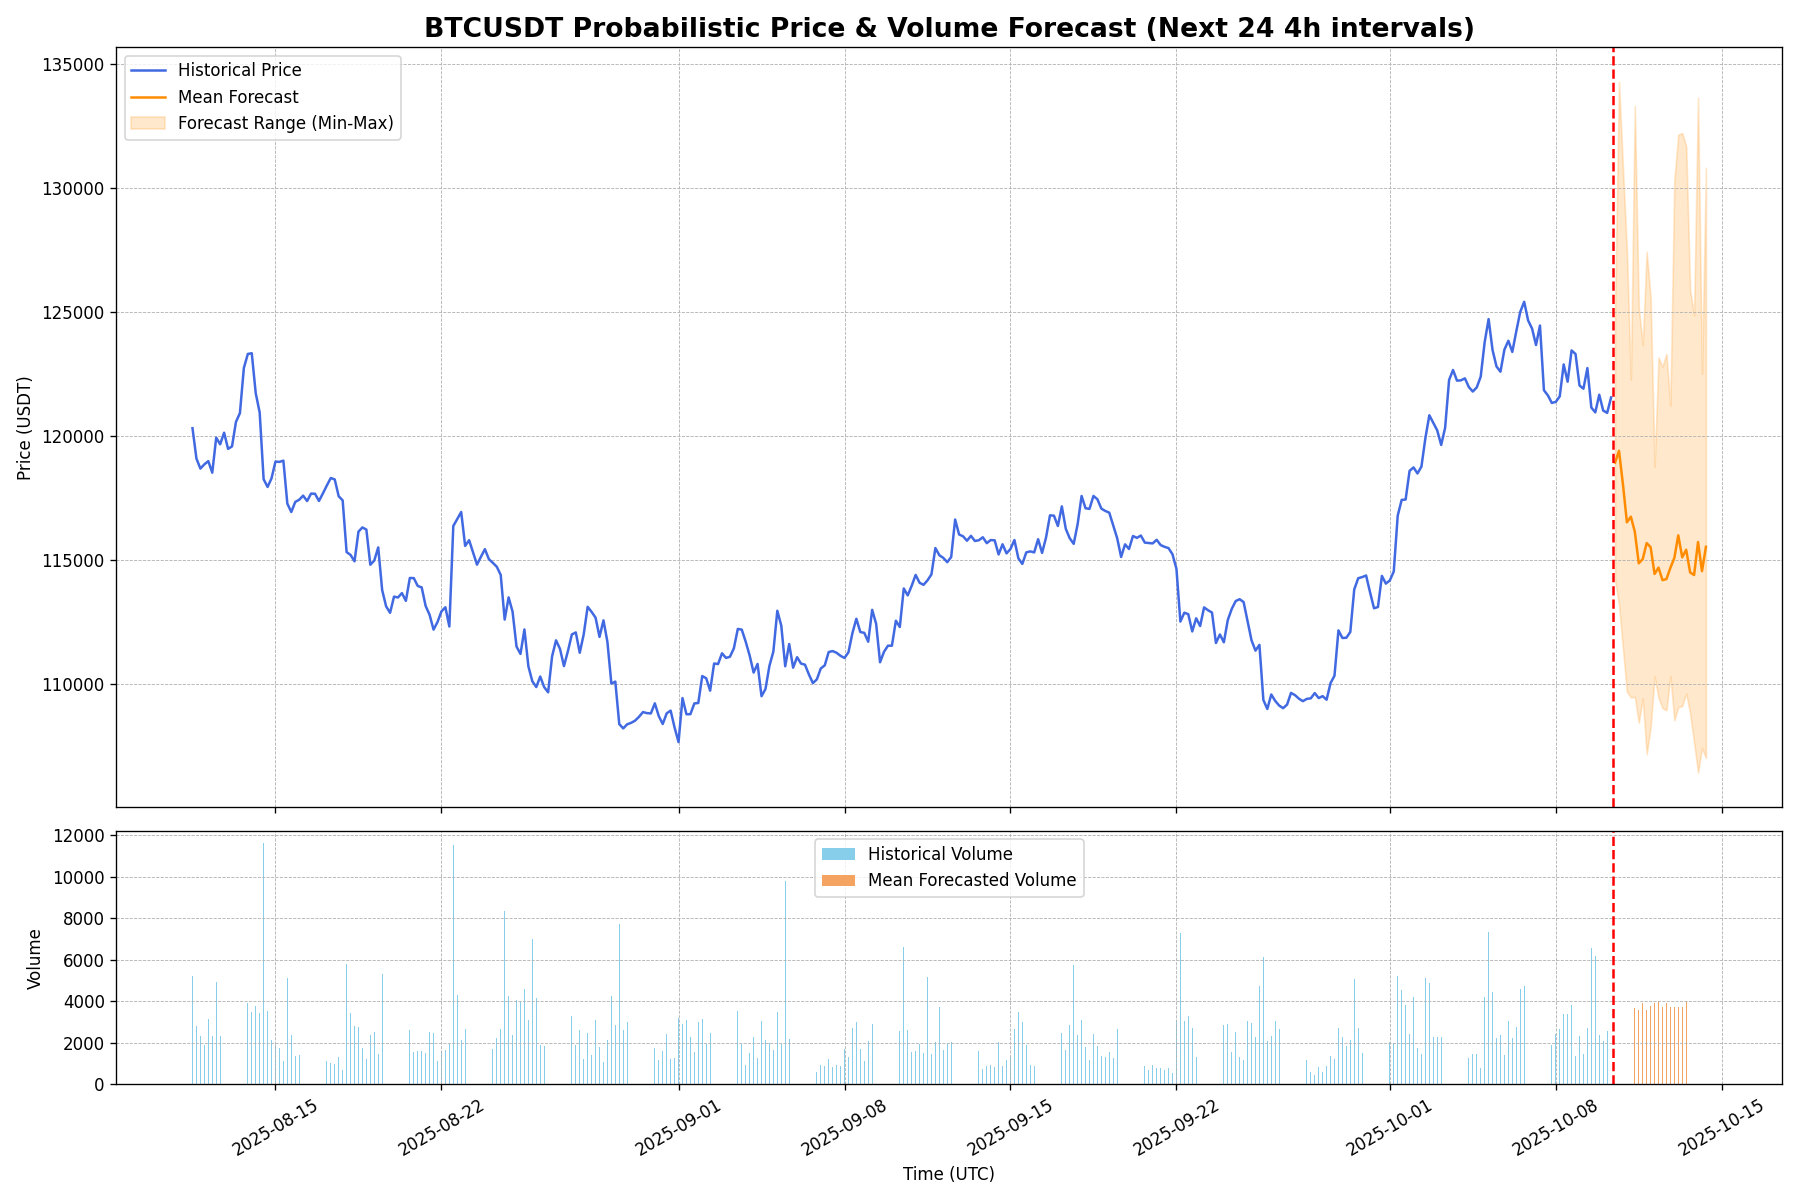 BTCUSDT Probabilistic Price & Volume Forecast (Next 24 4h intervals)
Historical Price
Mean Forecast
Forecast Range (Min-Max)
Price (USDT)
135000
130000
125000
120000
115000
110000
Historical Volume
Mean Forecasted Volume
Volume
12000
10000
8000
6000
4000
2000
0
2025-08-15
2025-08-22
2025-09-01
2025-09-08
2025-09-15
2025-09-22
2025-10-01
2025-10-08
2025-10-15
Time (UTC)